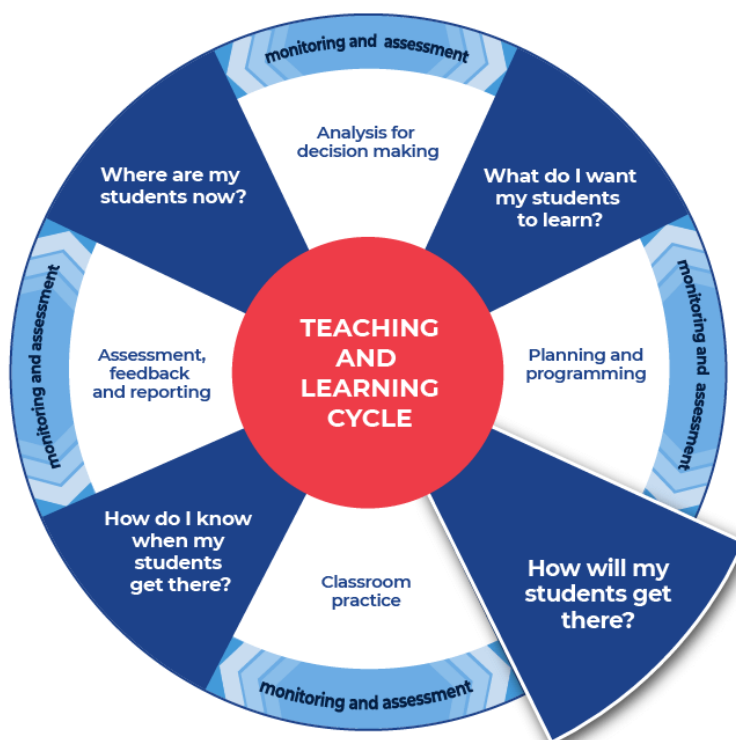 monitoring and assessment
Analysis for
decision making
Where are my
students now?
What do I want
my students
to learn?
monitoring and assessment
monitoring and assessment
TEACHING
AND
LEARNING
CYCLE
Assessment,
feedback
and reporting
Planning and
programming
How do I know
when my
students
get there?
Classroom
practice
How will my
students get
there?
monitoring and assessment